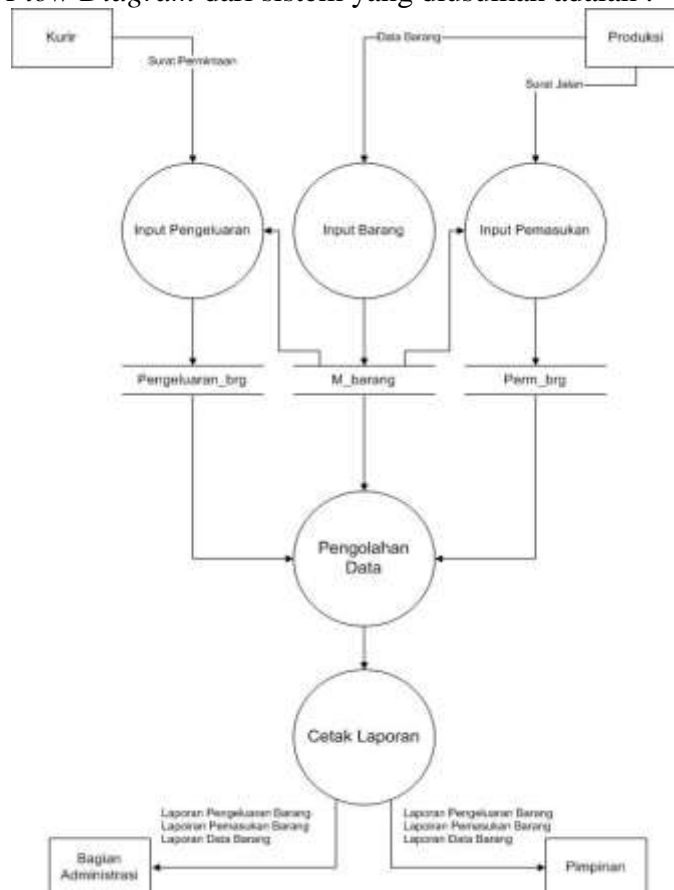 Flow Diagram dari sistem yang diusulkan adalah :
Kurir
Produksi
Data Barang
Surat Permintaan
Surat Jalan
Input Pengeluaran
Input Barang
Input Pemasukan
Pengeluaran_brg
M_barang
Perm_brg
Pengolahan
Data
Cetak Laporan
Laporan Pengeluaran Barang
Laporan Pemasukan Barang
Laporan Data Barang
Laporan Pengeluaran Barang
Laporan Pemasukan Barang
Laporan Data Barang
Bagian
Administrasi
Pimpinan